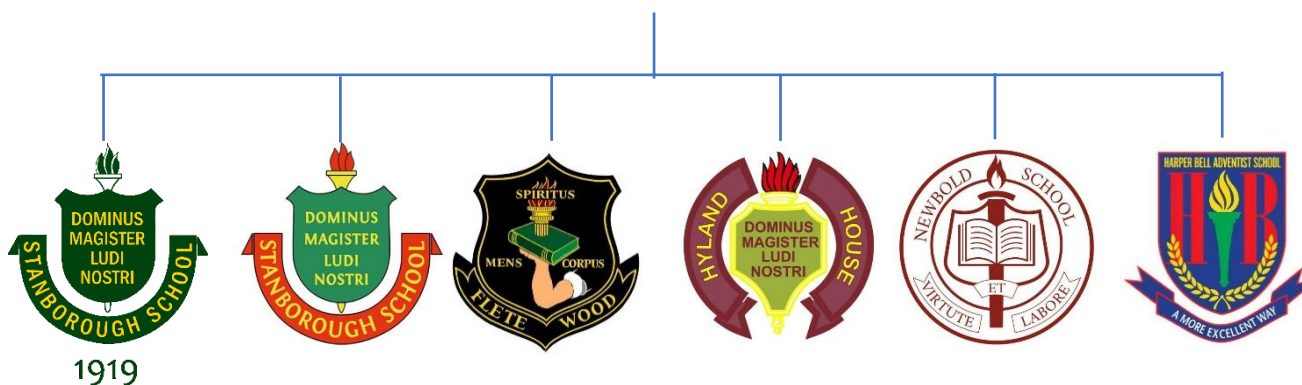 DOMINUS
MAGISTER
LUDI
NOSTRI
STANBOROUGH SCHOOL
1919
DOMINUS
MAGISTER
LUDI
NOSTRI
STANBOROUGH SCHOOL
SPIRITUS
MENS CORPUS
FLETE WOOD
HYLAND HOUSE
DOMINUS
MAGISTER
LUDI
NOSTRI
NEWBOLD SCHOOL
VIRTUTE ET LABORE
HARPER BELL ADVENTIST SCHOOL
H B
A MORE EXCELLENT WAY